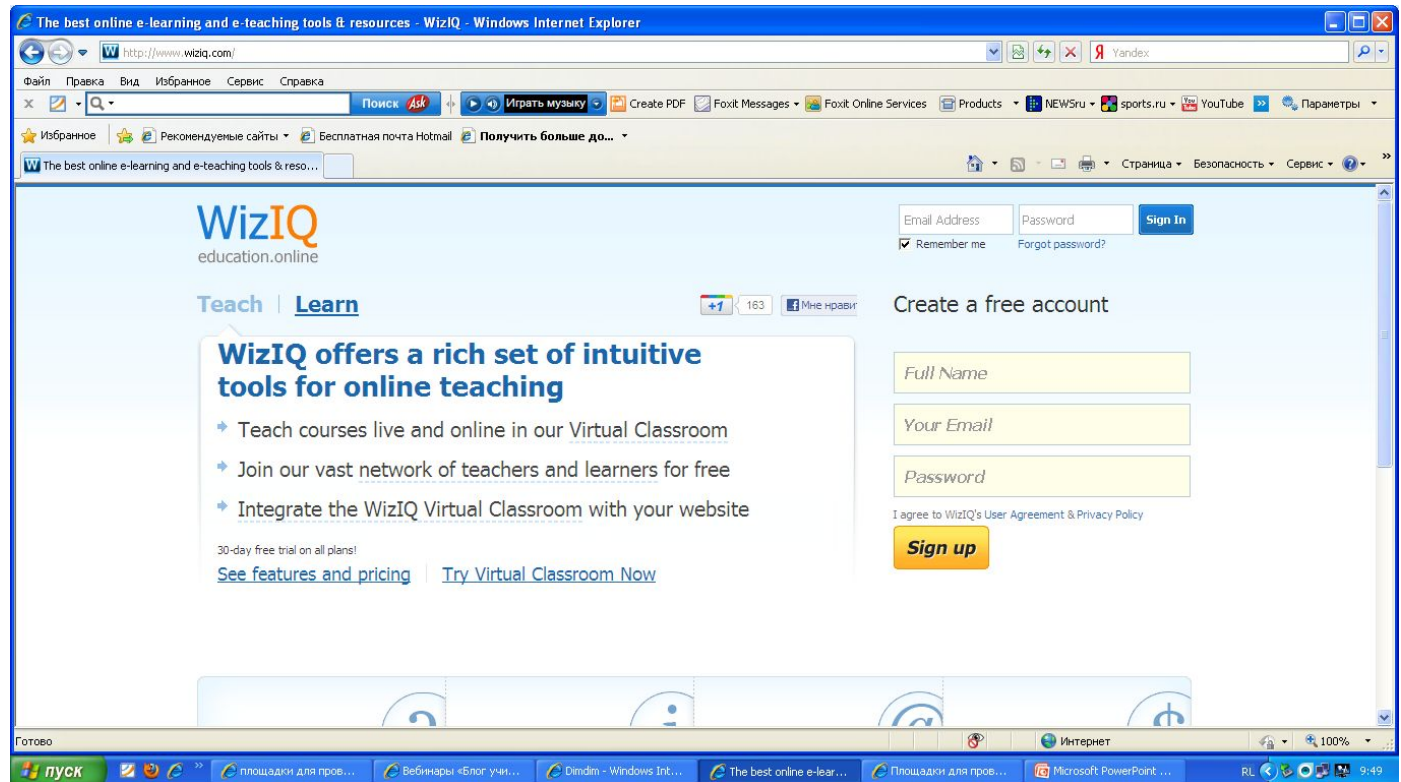 The best online e-learning and e-teaching tools & resources - WizIQ - Windows Internet Explorer
http://www.wiziq.com/
Yandex
Файл Правка Вид Избранное Сервис Справка
Поиск Ask Играть музыку Create PDF Foxit Messages Foxit Online Services Products NEWSru sports.ru YouTube Параметры
Избранное Рекомендуемые сайты Бесплатная почта Hotmail Получить больше до...
The best online e-learning and e-teaching tools & reso...
Страница Безопасность Сервис
WizIQ
education.online
Email Address Password Sign In
Remember me Forgot password?
Teach | Learn
+1 163 Мне нрави
Create a free account
WizIQ offers a rich set of intuitive
tools for online teaching
Teach courses live and online in our Virtual Classroom
Join our vast network of teachers and learners for free
Integrate the WizIQ Virtual Classroom with your website
30-day free trial on all plans!
See features and pricing Try Virtual Classroom Now
Full Name
Your Email
Password
I agree to WizIQ's User Agreement & Privacy Policy
Sign up
Готово
Интернет
100%
пуск
площадки для пров...
Вебинары «Блог учи...
Dimdim - Windows Int...
The best online e-lear...
Площадки для пров...
Microsoft PowerPoint ...
RL
9:49